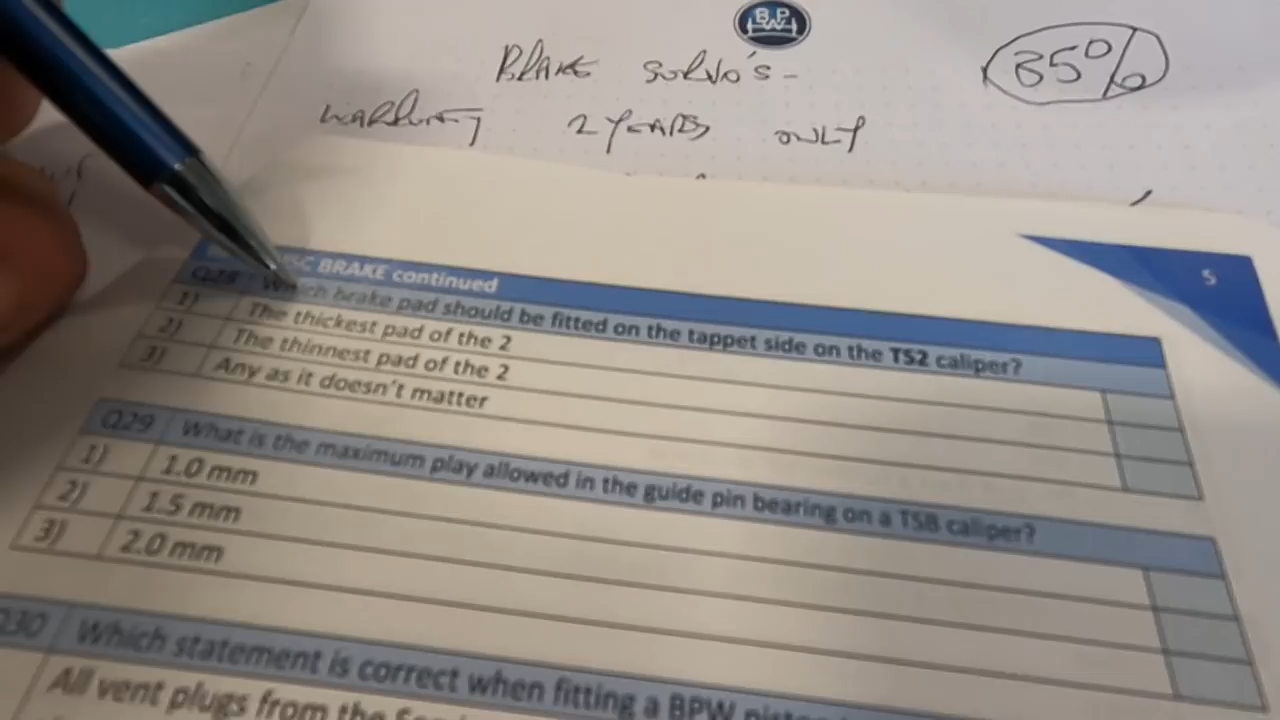 BPW
BRAKE SERVO'S -
WARRANTY 2 YEARS ONLY
85%
5
DISC BRAKE continued
Q28 Which brake pad should be fitted on the tappet side on the TS2 caliper?
1) The thickest pad of the 2
2) The thinnest pad of the 2
3) Any as it doesn't matter
Q29 What is the maximum play allowed in the guide pin bearing on a TSB caliper?
1) 1.0 mm
2) 1.5 mm
3) 2.0 mm
Q30 Which statement is correct when fitting a BPW
All vent plugs from the